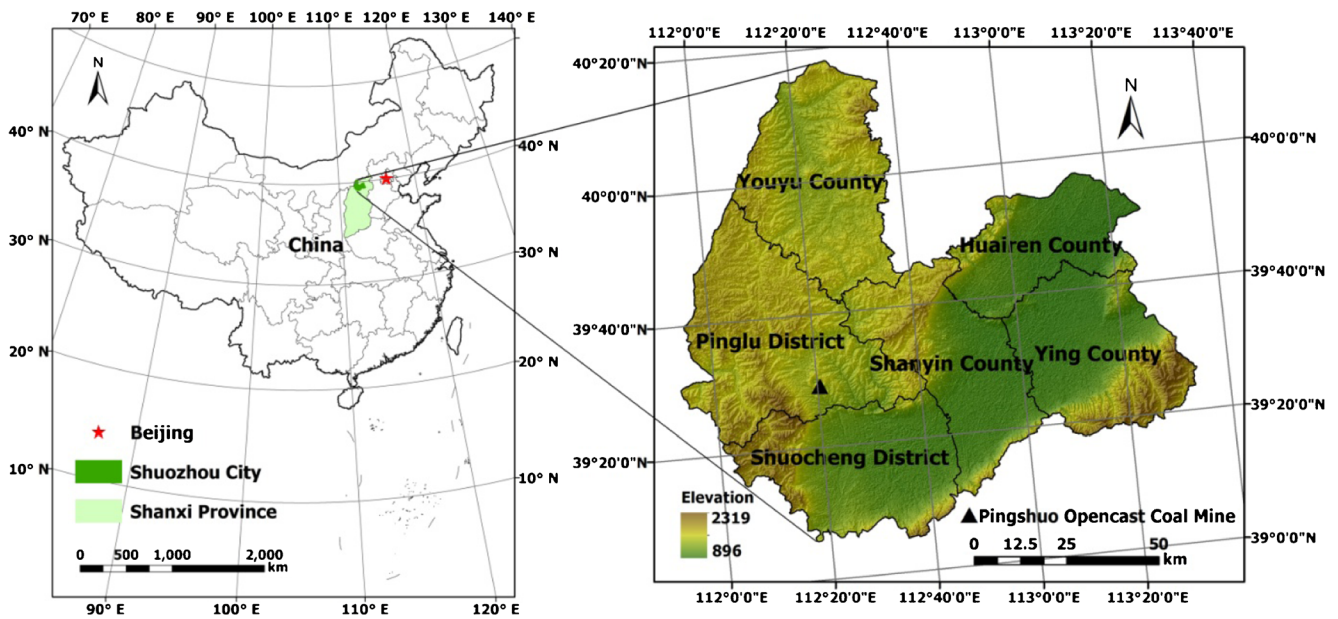 70° E 80° E 90° E 100° E 110° E 120° E 130° E 140° E
N
40° N
40° N
30° N
30° N
20° N
20° N
10° N
10° N
China
Beijing
Shuozhou City
Shanxi Province
0 500 1,000 2,000
km
90° E 100° E 110° E 120° E
112°0'0"E 112°20'0"E 112°40'0"E 113°0'0"E 113°20'0"E 113°40'0"E
40°20'0"N
N
40°0'0"N
Youyu County
40°0'0"N
Huairen County
39°40'0"N
39°40'0"N
Pinglu District
Shanyin County
Ying County
39°20'0"N
39°20'0"N
Shuocheng District
Elevation
2319
896
Pingshuo Opencast Coal Mine
0 12.5 25 50
km
39°0'0"N
112°0'0"E 112°20'0"E 112°40'0"E 113°0'0"E 113°20'0"E